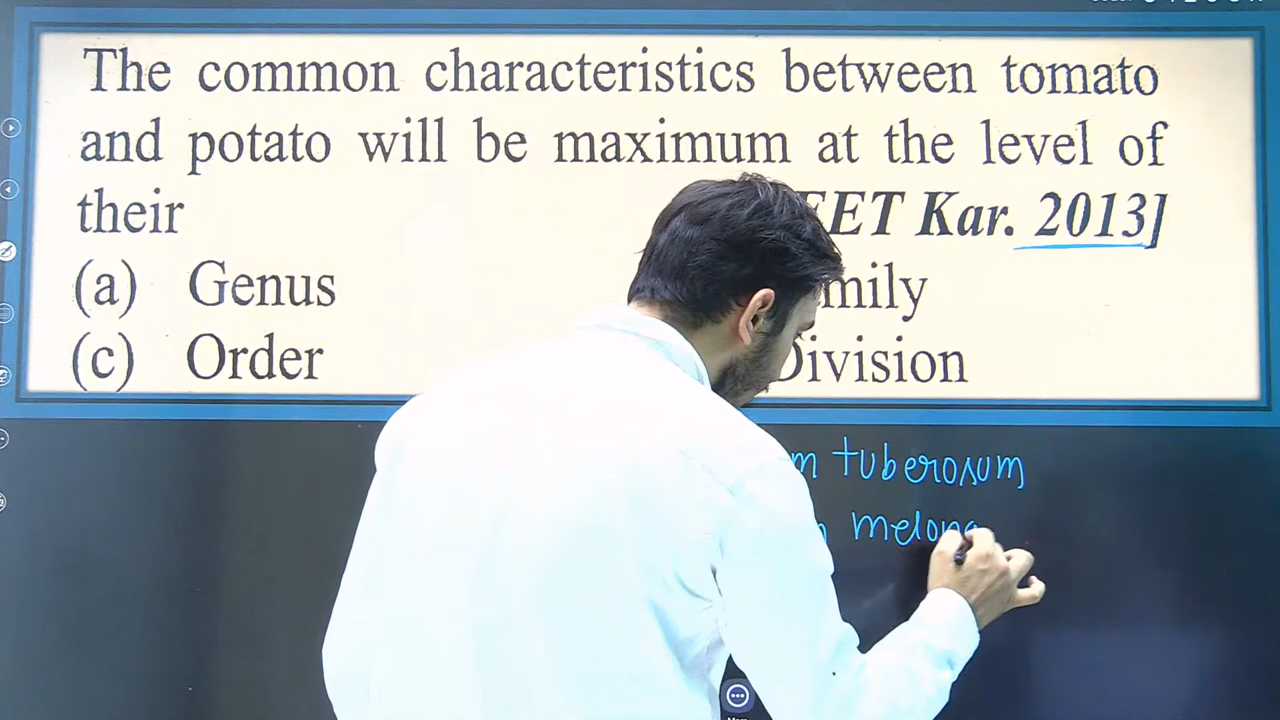 The common characteristics between tomato
and potato will be maximum at the level of
their EET Kar. 2013]
(a) Genus mily
(c) Order Division
m tuberosum
melong